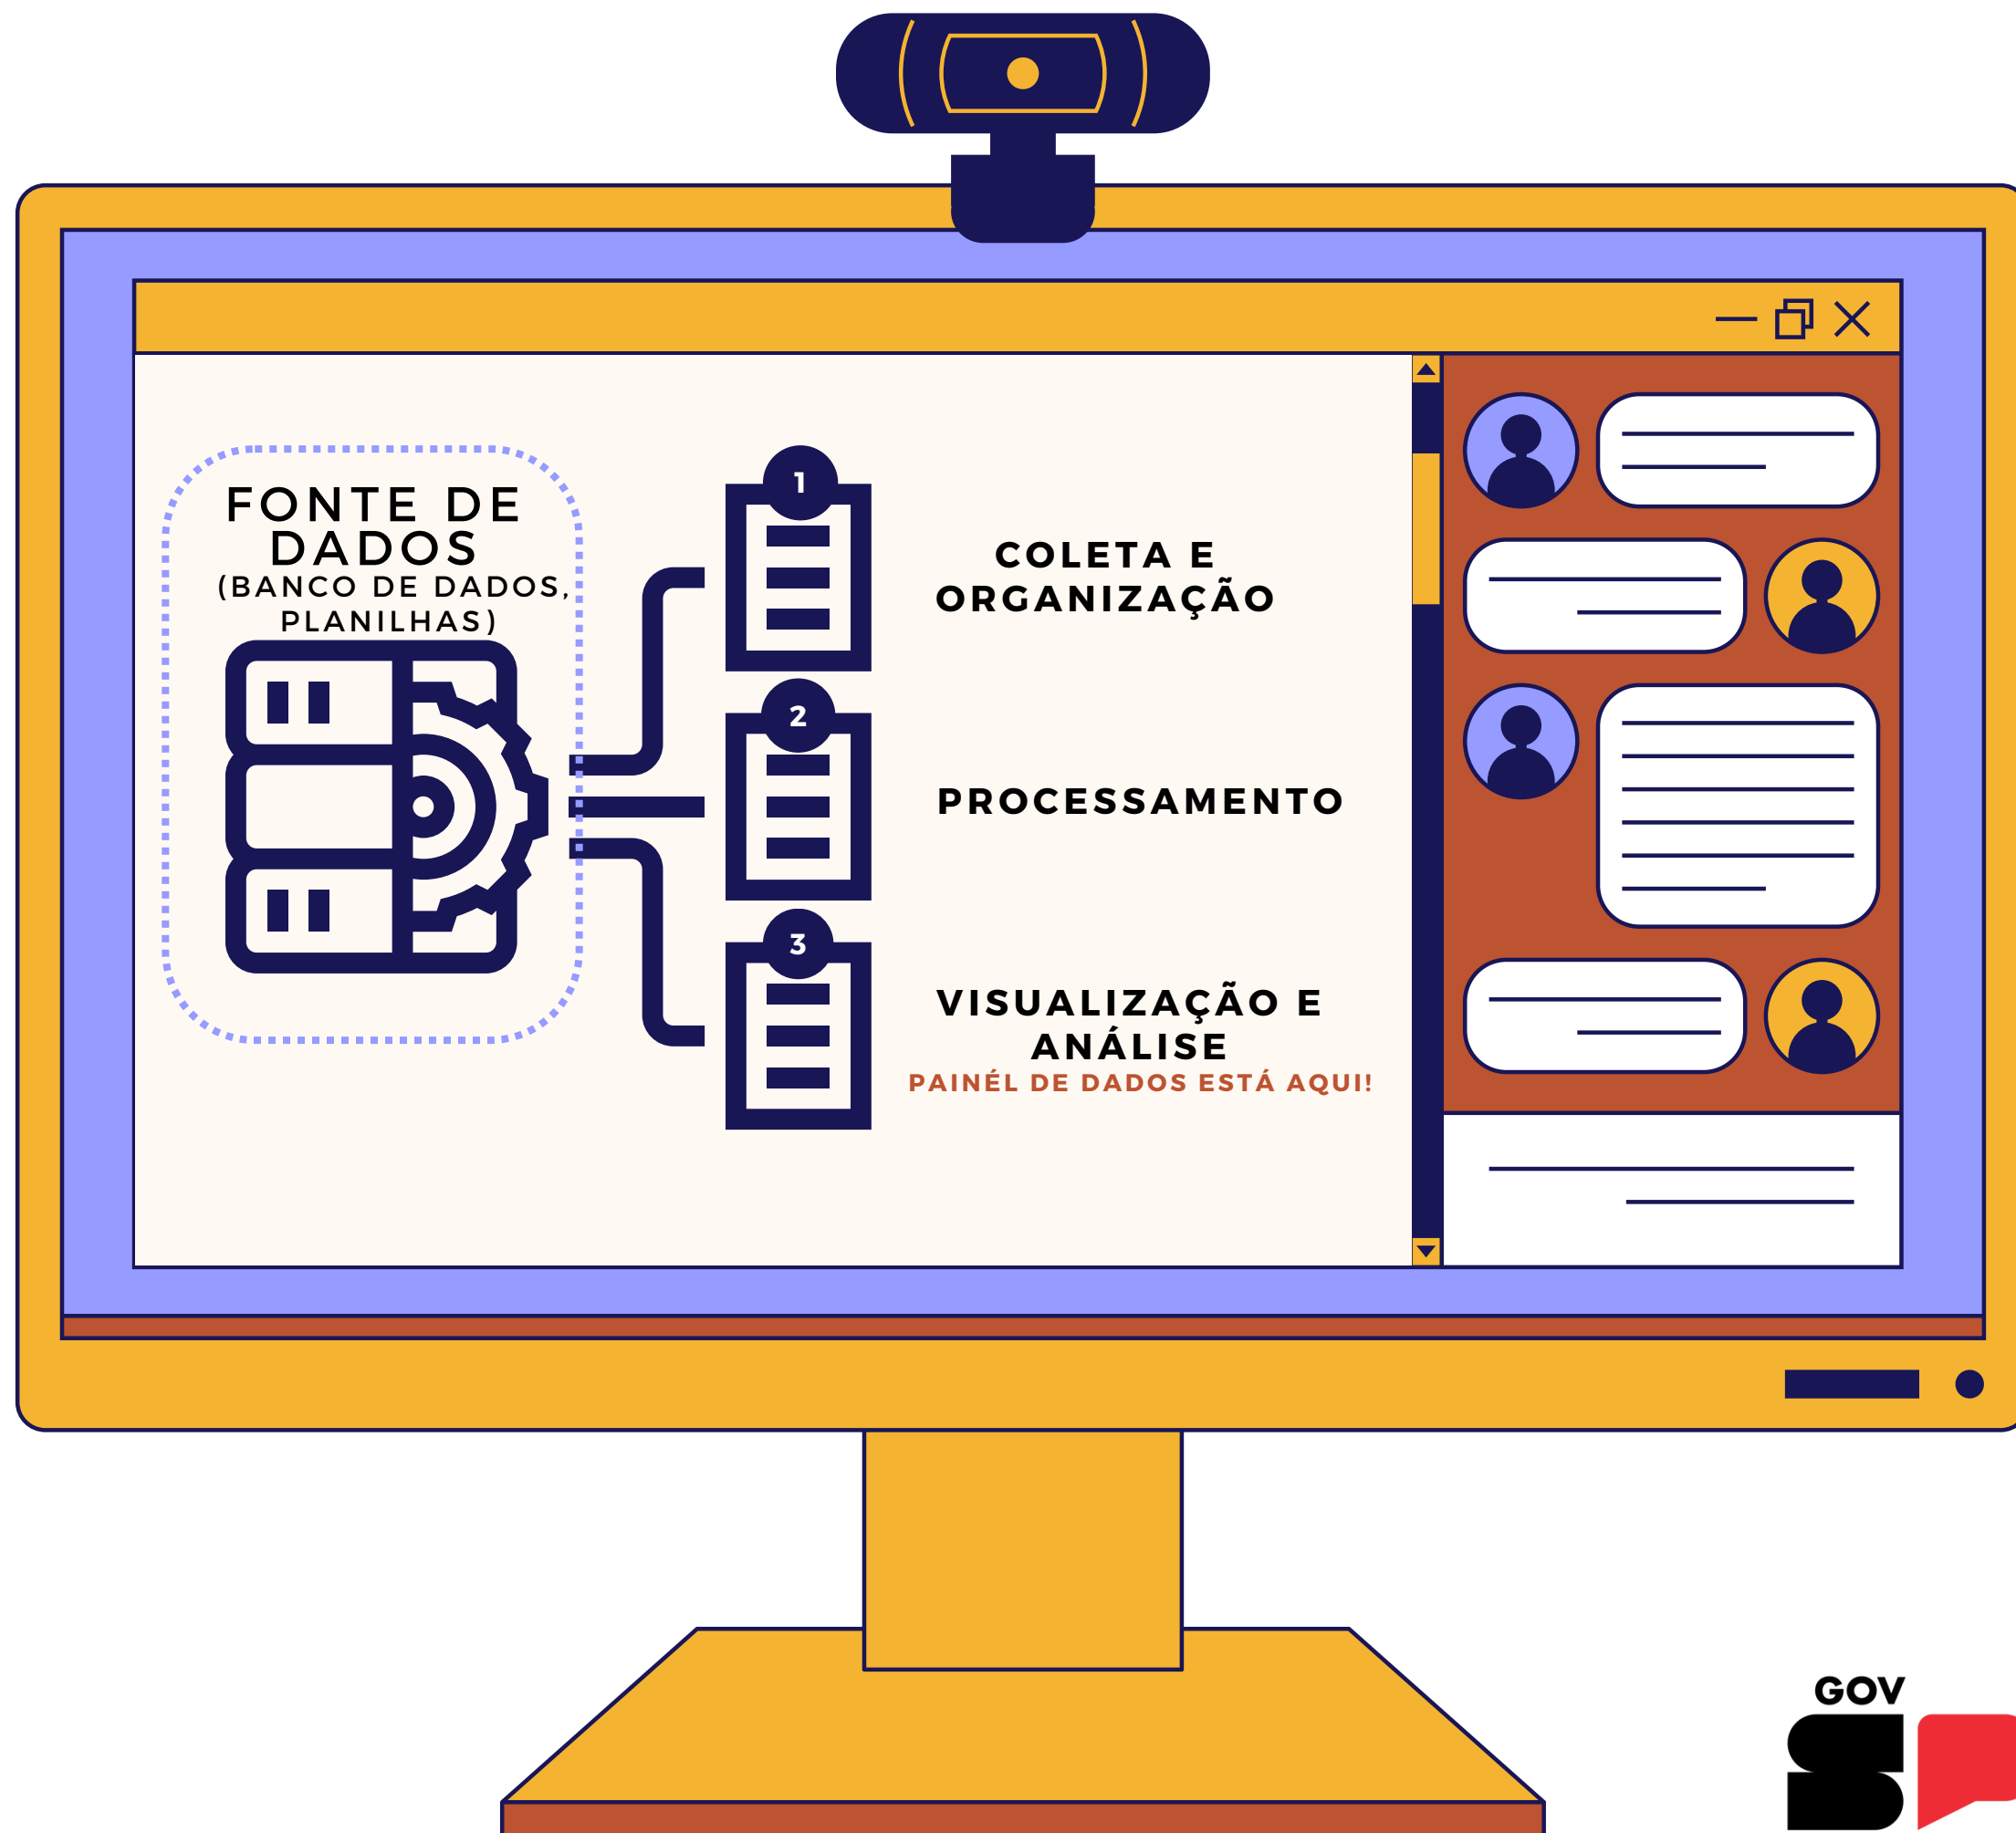 FONTE DE
DADOS
(BANCO DE DADOS,
PLANILHAS)
1
COLETA E
ORGANIZAÇÃO
2
PROCESSAMENTO
3
VISUALIZAÇÃO E
ANÁLISE
PAINÉL DE DADOS ESTÁ AQUI!
GOV
SP